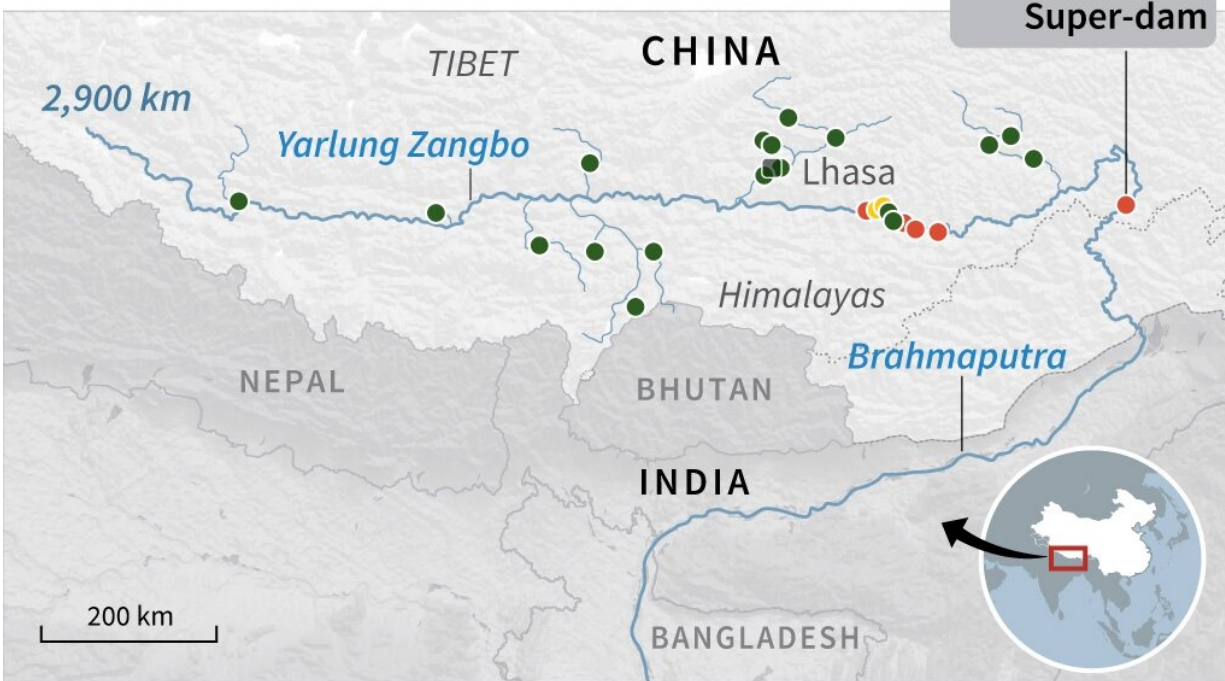 Super-dam
CHINA
TIBET
2,900 km
Yarlung Zangbo
Lhasa
Himalayas
Brahmaputra
NEPAL
BHUTAN
INDIA
200 km
BANGLADESH